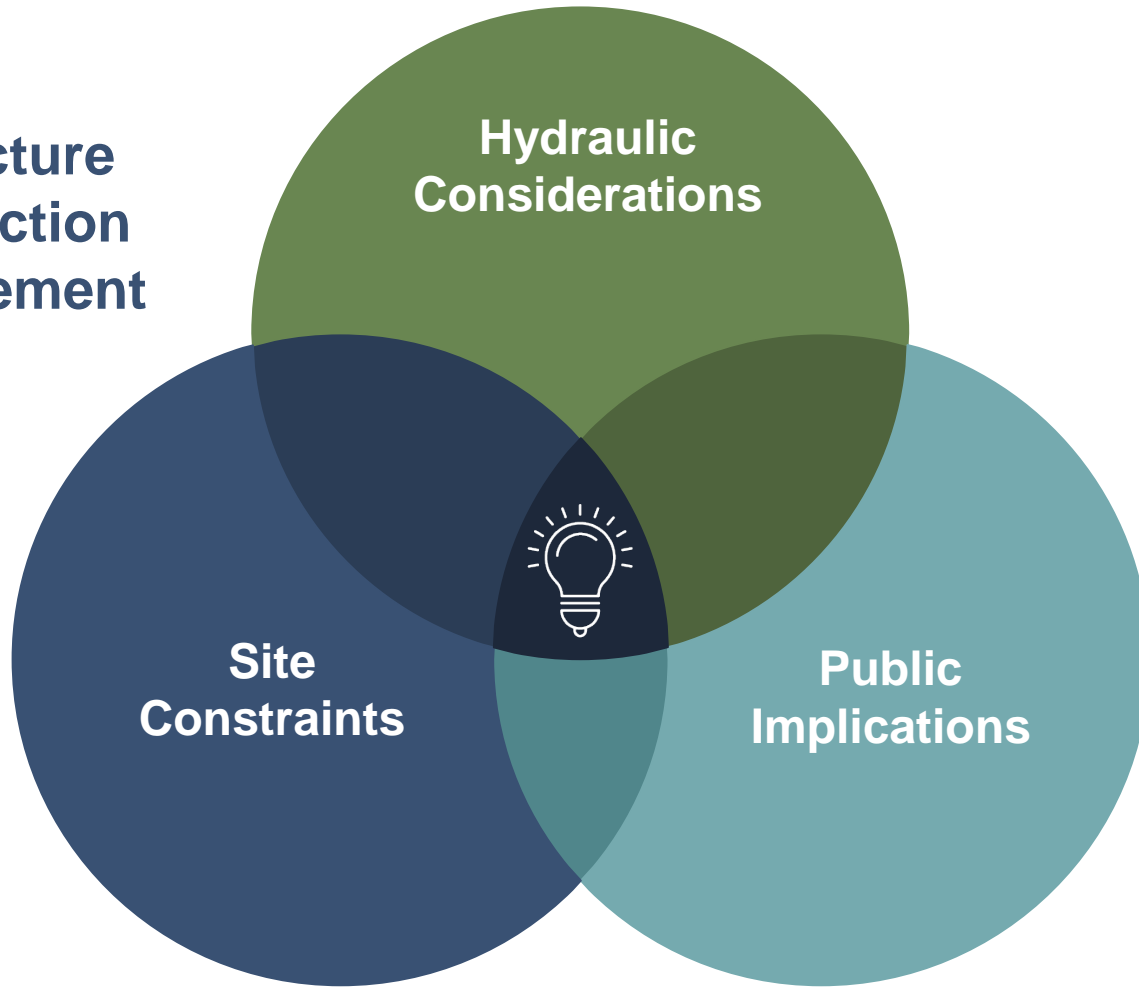 cture
ction
ement
Hydraulic
Considerations
Site
Constraints
Public
Implications